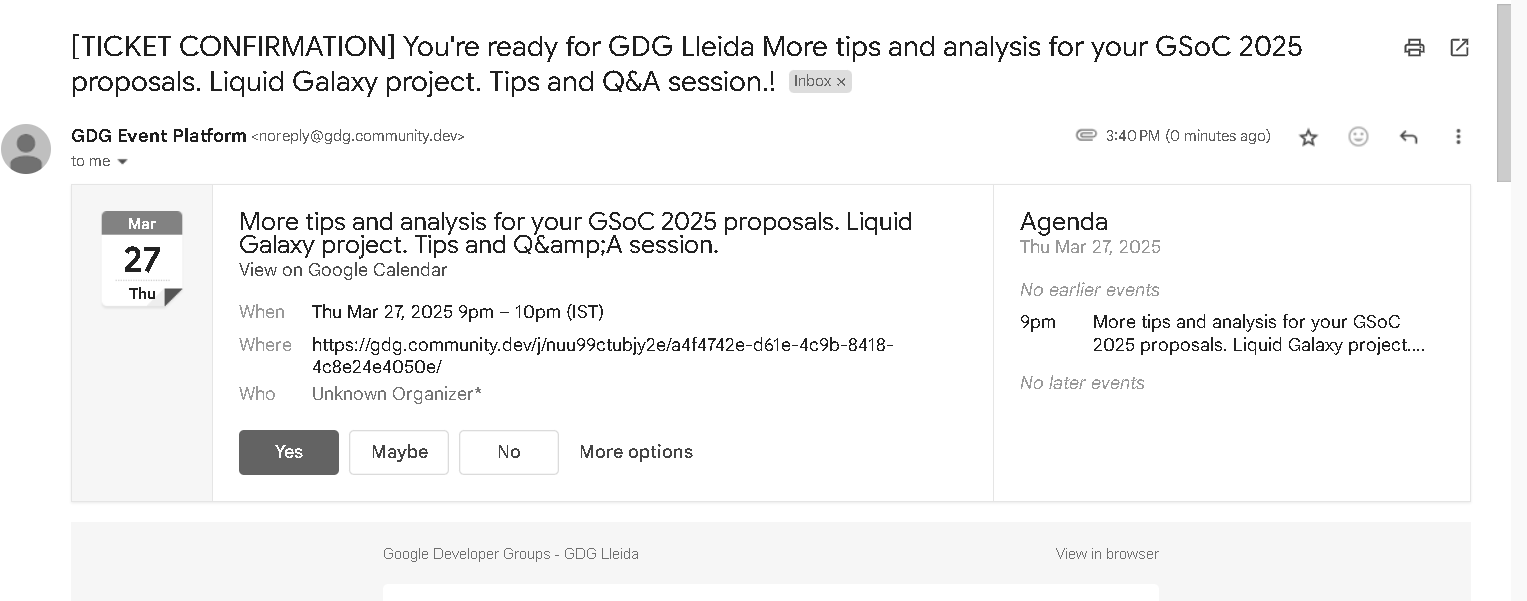 [TICKET CONFIRMATION] You're ready for GDG Lleida More tips and analysis for your GSoC 2025
proposals. Liquid Galaxy project. Tips and Q&A session.! Inbox ×
GDG Event Platform <noreply@gdg.community.dev>
3:40 PM (0 minutes ago)
to me
Mar
27
Thu
More tips and analysis for your GSoC 2025 proposals. Liquid
Galaxy project. Tips and Q&amp;A session.
View on Google Calendar
When Thu Mar 27, 2025 9pm – 10pm (IST)
Where https://gdg.community.dev/j/nuu99ctubjy2e/a4f4742e-d61e-4c9b-8418-
4c8e24e4050e/
Who Unknown Organizer*
Yes Maybe No More options
Agenda
Thu Mar 27, 2025
No earlier events
9pm More tips and analysis for your GSoC
2025 proposals. Liquid Galaxy project....
No later events
Google Developer Groups - GDG Lleida View in browser